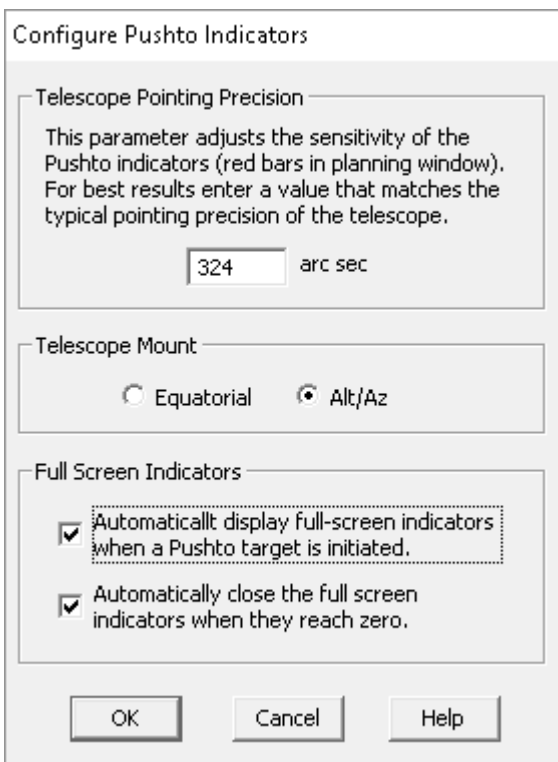 Configure Pushto Indicators
Telescope Pointing Precision
This parameter adjusts the sensitivity of the
Pushto indicators (red bars in planning window).
For best results enter a value that matches the
typical pointing precision of the telescope.
324 arc sec
Telescope Mount
Equatorial Alt/Az
Full Screen Indicators
Automaticallt display full-screen indicators
when a Pushto target is initiated.
Automatically close the full screen
indicators when they reach zero.
OK Cancel Help